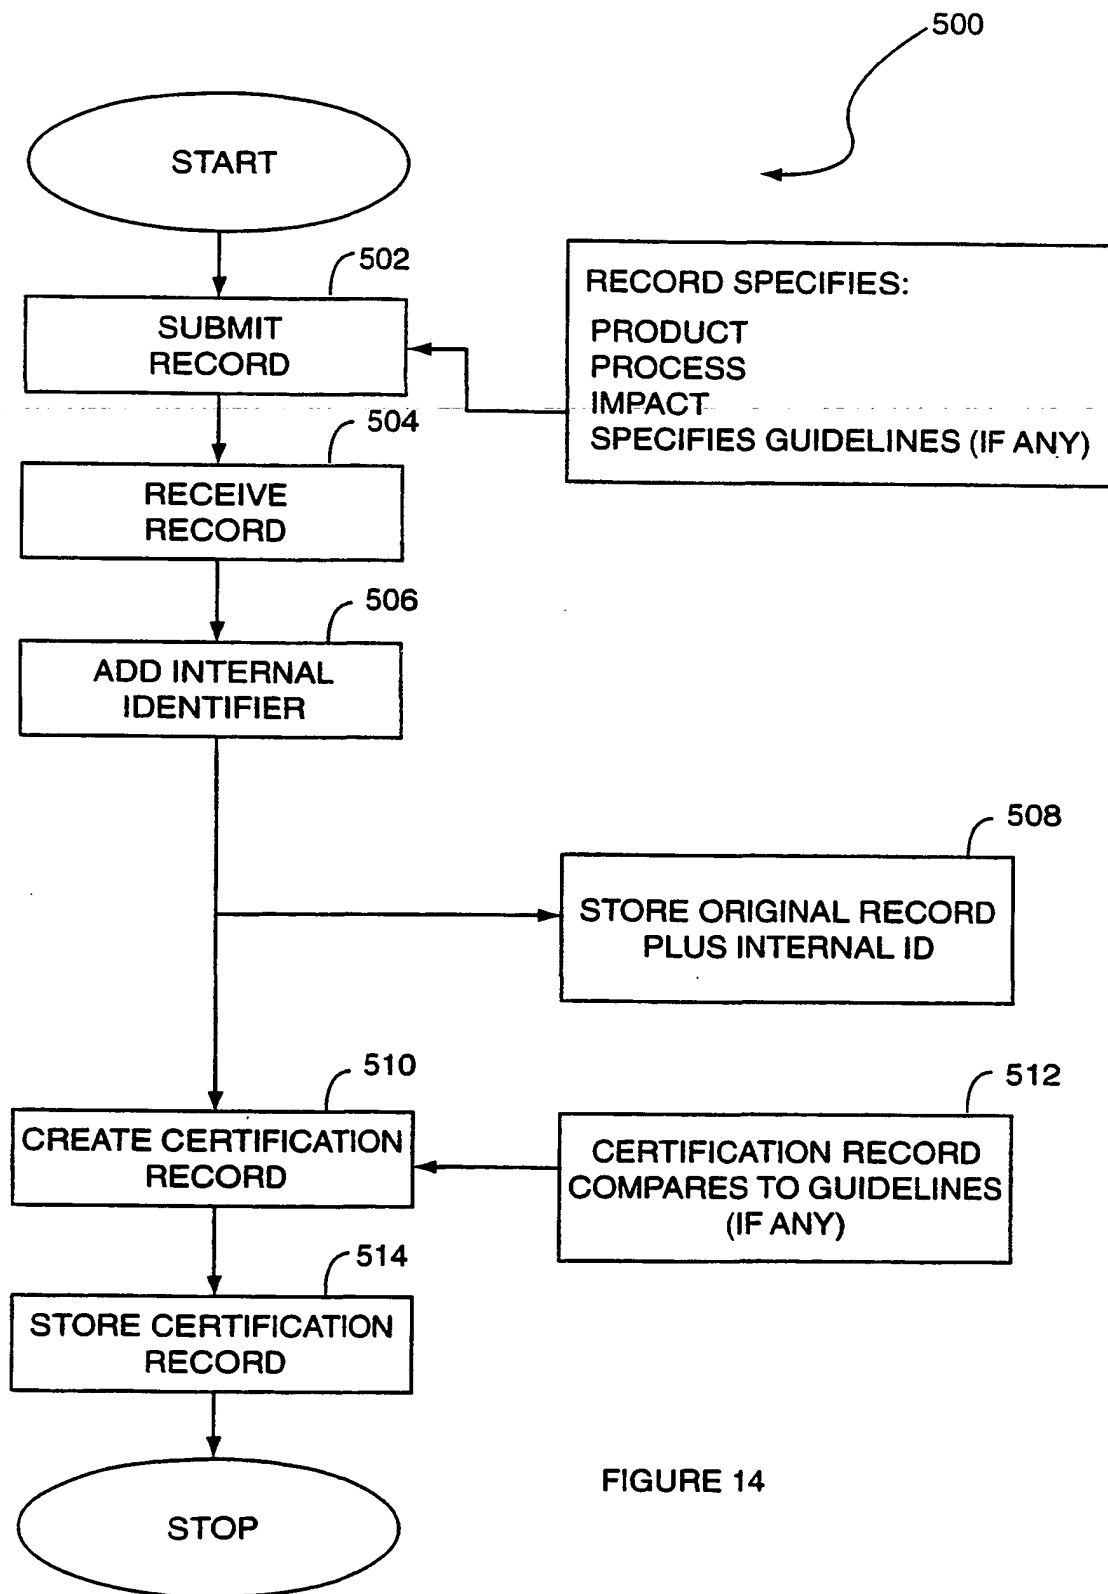 500
START
502
SUBMIT
RECORD
RECORD SPECIFIES:
PRODUCT
PROCESS
IMPACT
SPECIFIES GUIDELINES (IF ANY)
504
RECEIVE
RECORD
506
ADD INTERNAL
IDENTIFIER
508
STORE ORIGINAL RECORD
PLUS INTERNAL ID
510
CREATE CERTIFICATION
RECORD
512
CERTIFICATION RECORD
COMPARES TO GUIDELINES
(IF ANY)
514
STORE CERTIFICATION
RECORD
STOP
FIGURE 14